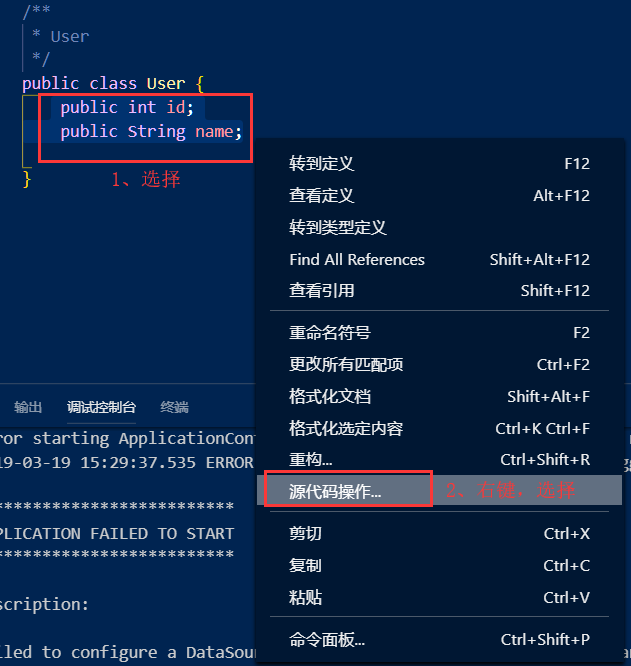 /**
* User
*/
public class User {
public int id;
public String name;
}
1、选择
转到定义 F12
查看定义 Alt+F12
转到类型定义
Find All References Shift+Alt+F12
查看引用 Shift+F12
重命名符号 F2
更改所有匹配项 Ctrl+F2
格式化文档 Shift+Alt+F
格式化选定内容 Ctrl+K Ctrl+F
重构... Ctrl+Shift+R
源代码操作...
2、右键，选择
剪切 Ctrl+X
复制 Ctrl+C
粘贴 Ctrl+V
命令面板... Ctrl+Shift+P
输出 调试控制台 终端
ror starting ApplicationCon
19-03-19 15:29:37.535 ERROR
*************************
PLICATION FAILED TO START
*************************
scription:
iled to configure a DataSour